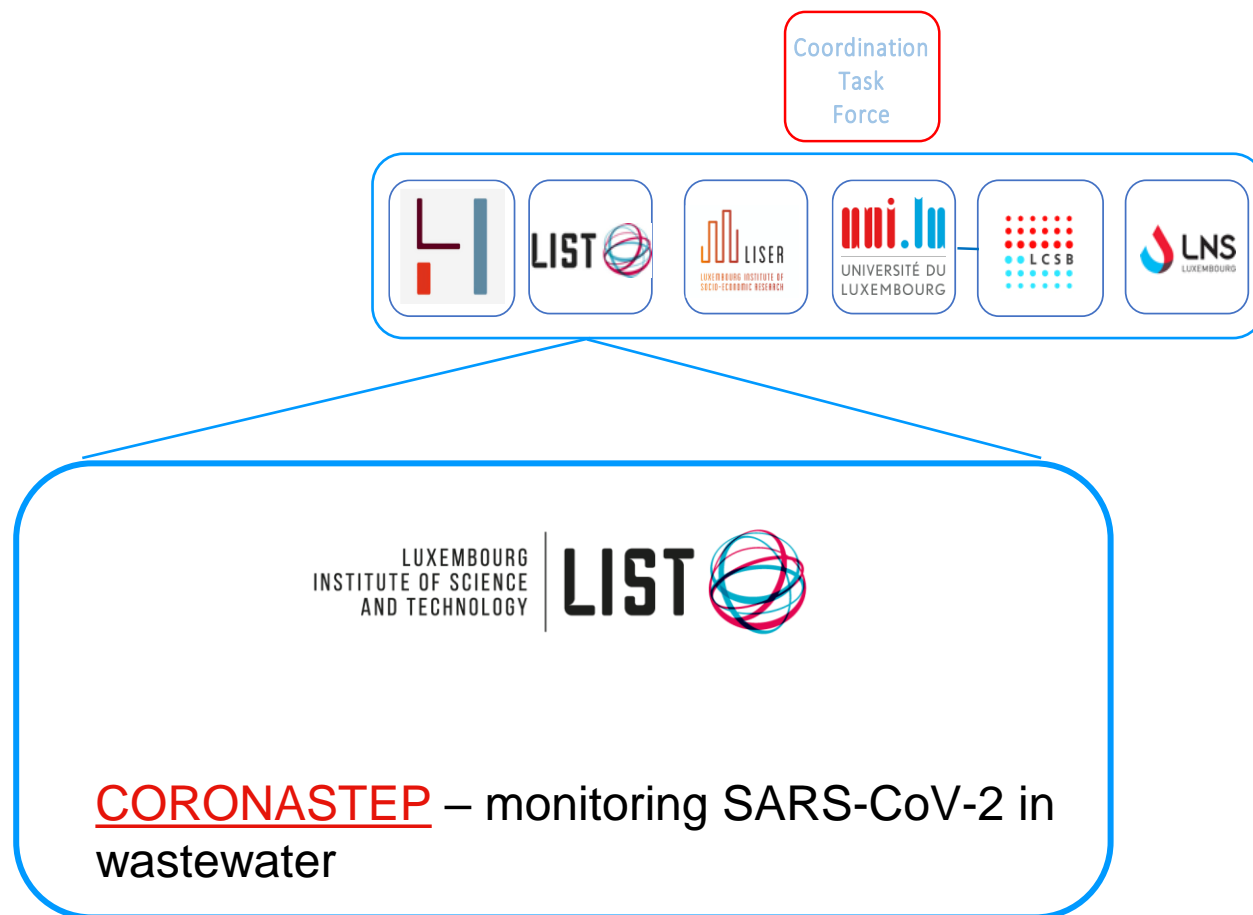 Coordination
Task
Force
LIST
LISER
LUXEMBOURG INSTITUTE OF
SOCIO-ECONOMIC RESEARCH
uni.lu
UNIVERSITÉ DU
LUXEMBOURG
LCSB
LNS
LUXEMBOURG
LUXEMBOURG
INSTITUTE OF SCIENCE
AND TECHNOLOGY
LIST
CORONASTEP – monitoring SARS-CoV-2 in
wastewater